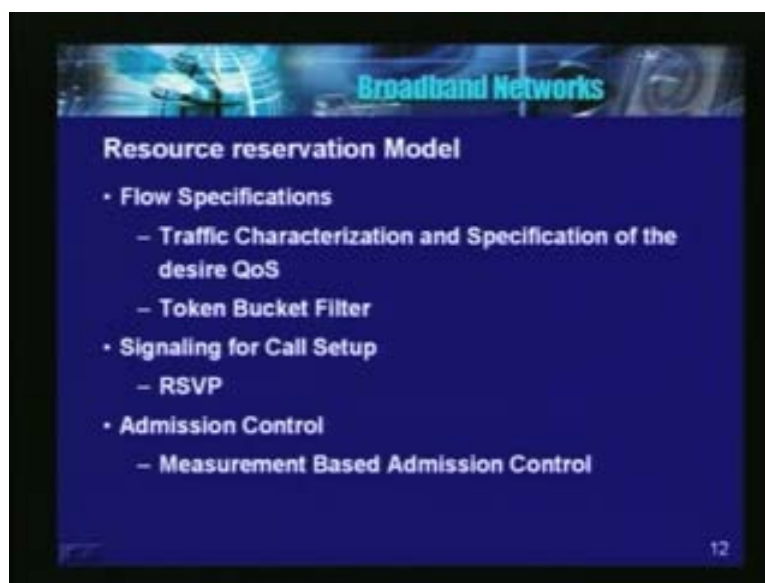 Broadband Networks
Resource reservation Model
• Flow Specifications
– Traffic Characterization and Specification of the
desire QoS
– Token Bucket Filter
• Signaling for Call Setup
– RSVP
• Admission Control
– Measurement Based Admission Control
12